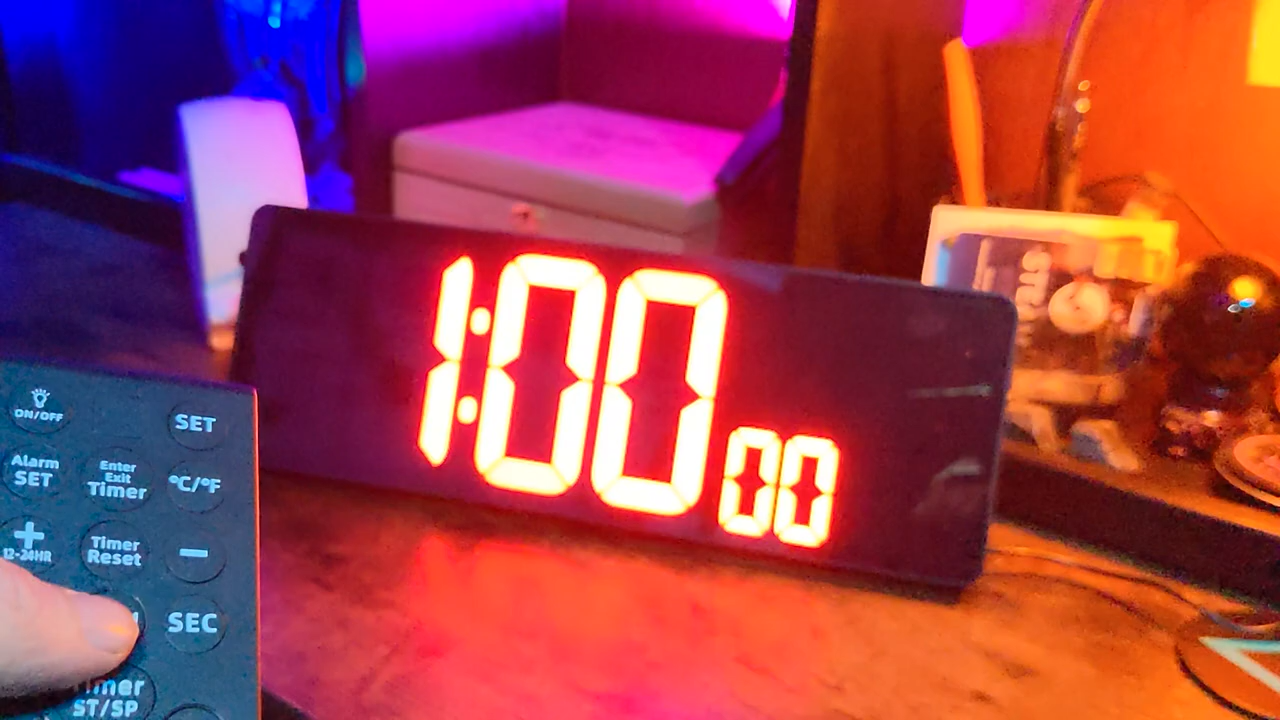 1:00 00
ON/OFF
SET
Alarm
SET
Enter
Exit
Timer
°C/°F
+
12-24HR
Timer
Reset
−
SEC
Timer
ST/SP